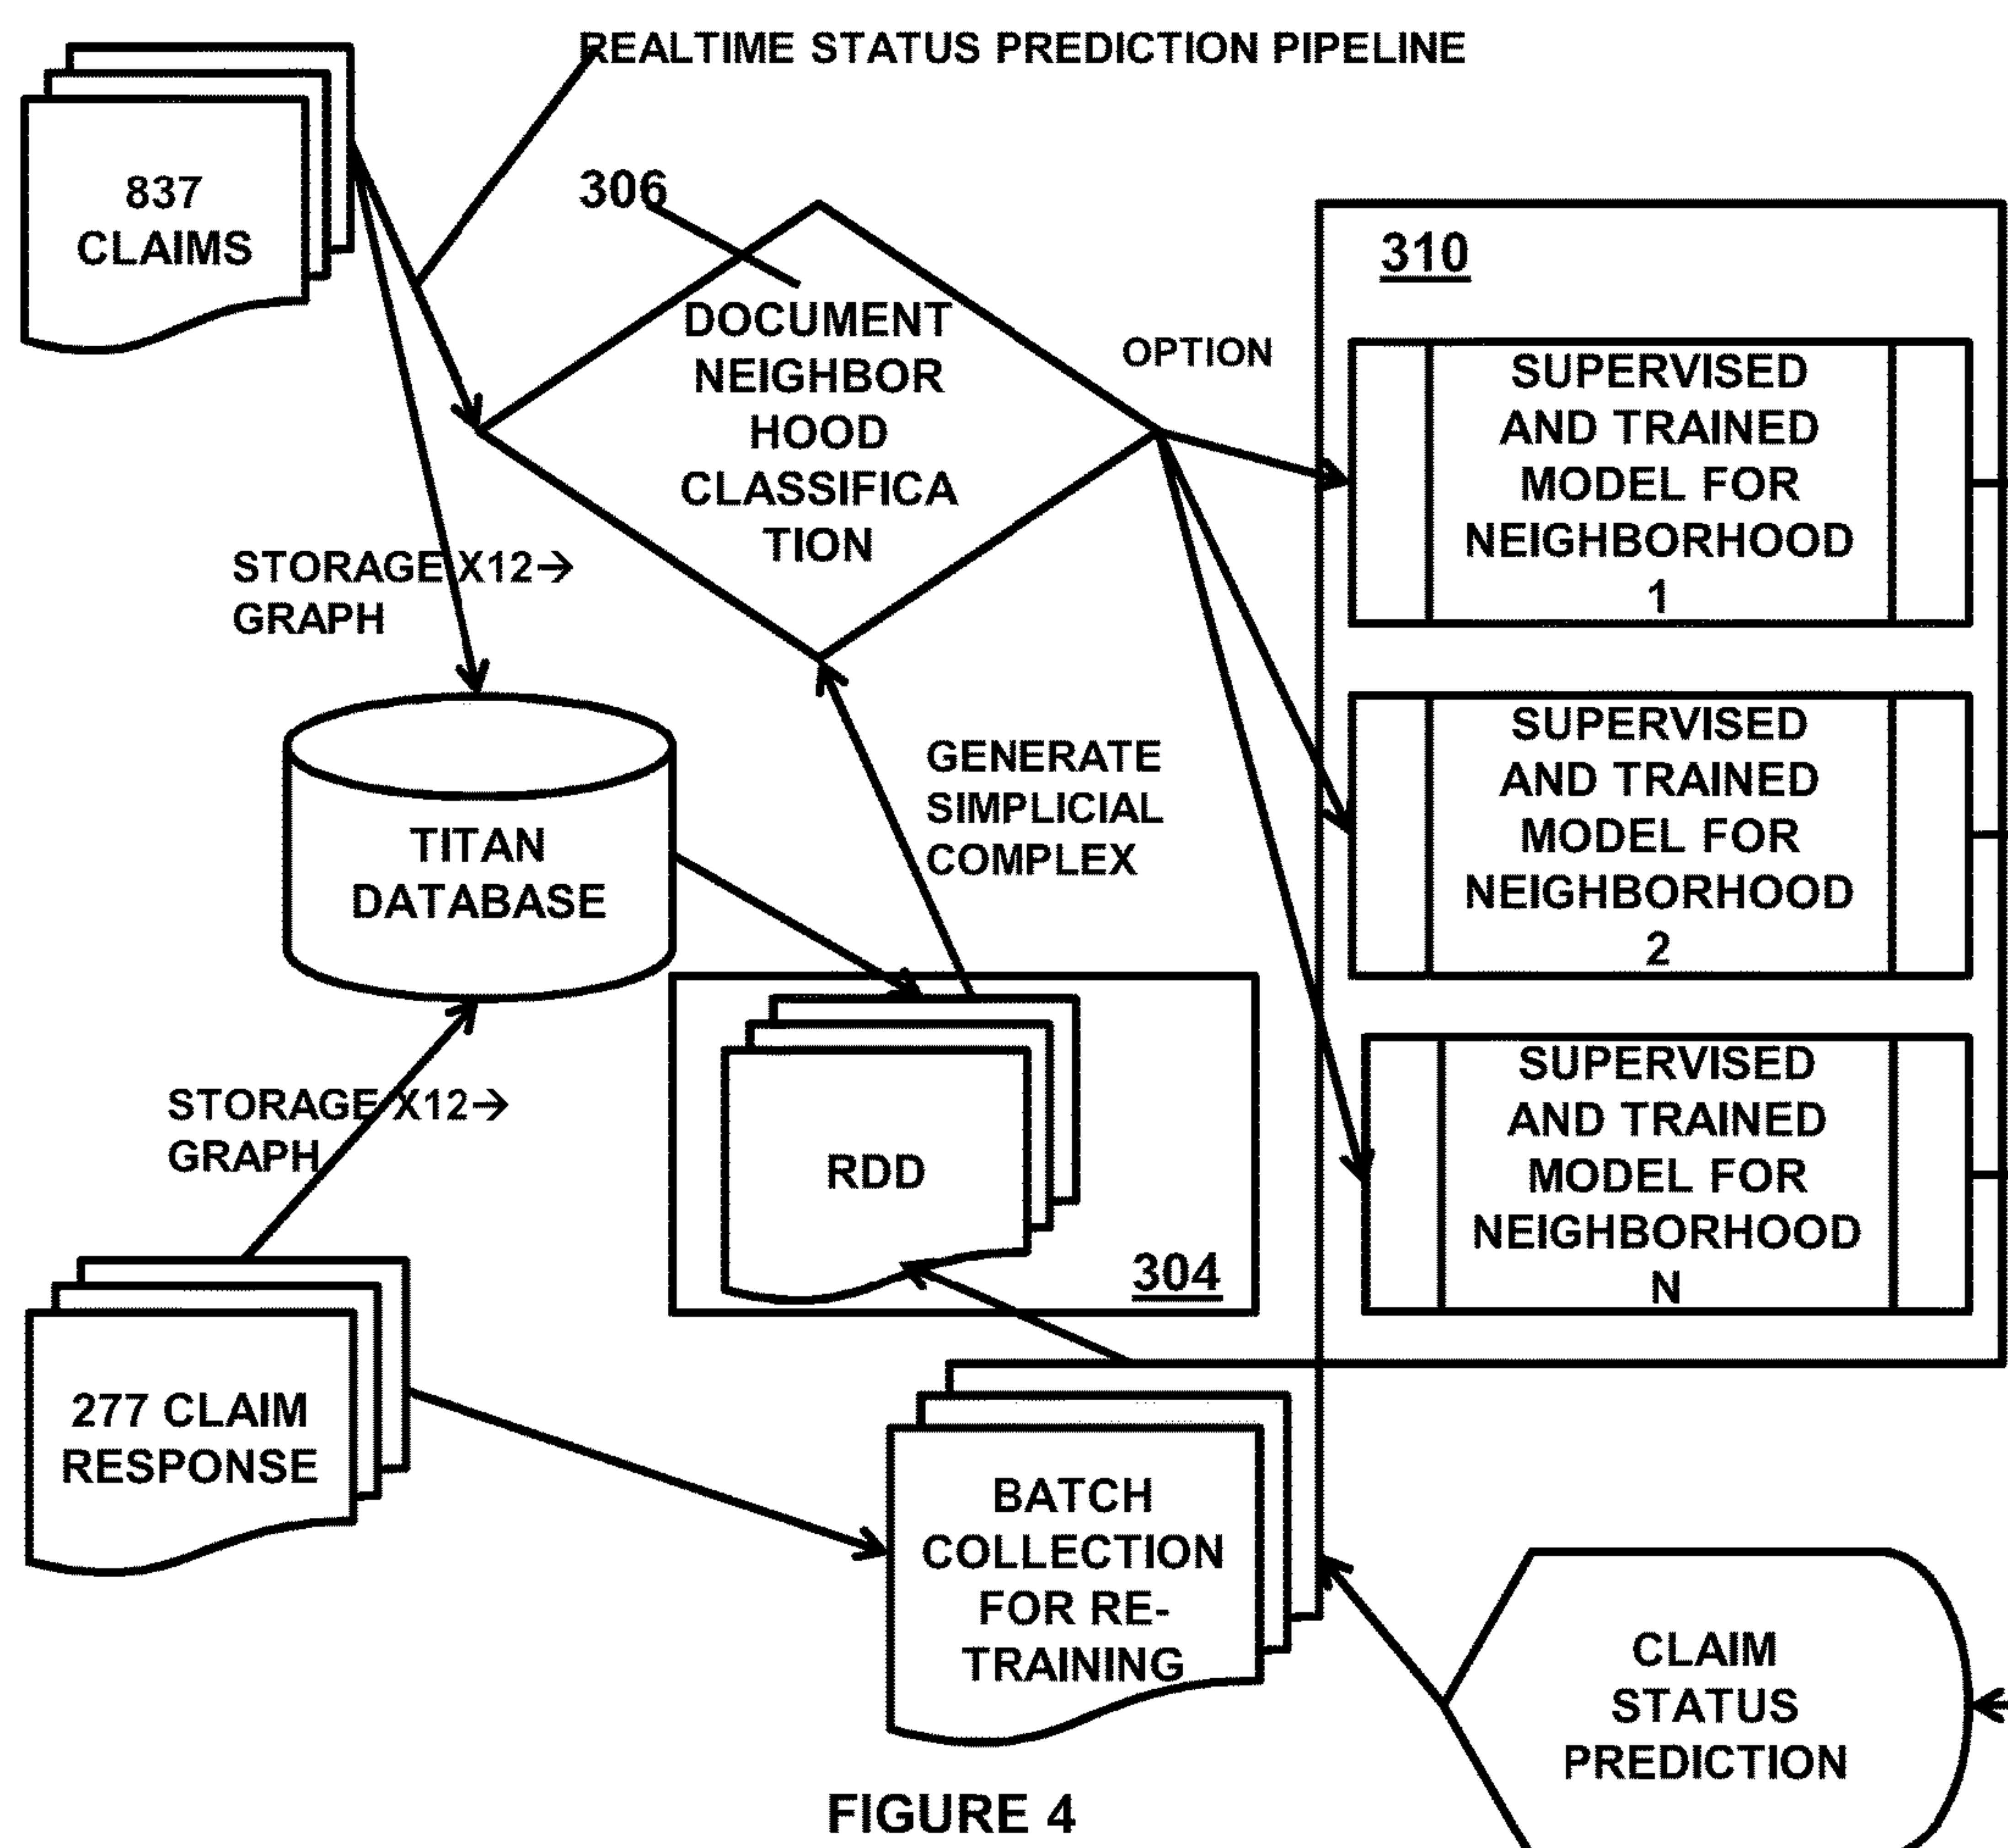 REALTIME STATUS PREDICTION PIPELINE
837
CLAIMS
306
DOCUMENT
NEIGHBOR
HOOD
CLASSIFICA
TION
OPTION
310
SUPERVISED
AND TRAINED
MODEL FOR
NEIGHBORHOOD
1
STORAGE X12→
GRAPH
TITAN
DATABASE
GENERATE
SIMPLICIAL
COMPLEX
SUPERVISED
AND TRAINED
MODEL FOR
NEIGHBORHOOD
2
STORAGE X12→
GRAPH
RDD
304
SUPERVISED
AND TRAINED
MODEL FOR
NEIGHBORHOOD
N
277 CLAIM
RESPONSE
BATCH
COLLECTION
FOR RE-
TRAINING
CLAIM
STATUS
PREDICTION
FIGURE 4